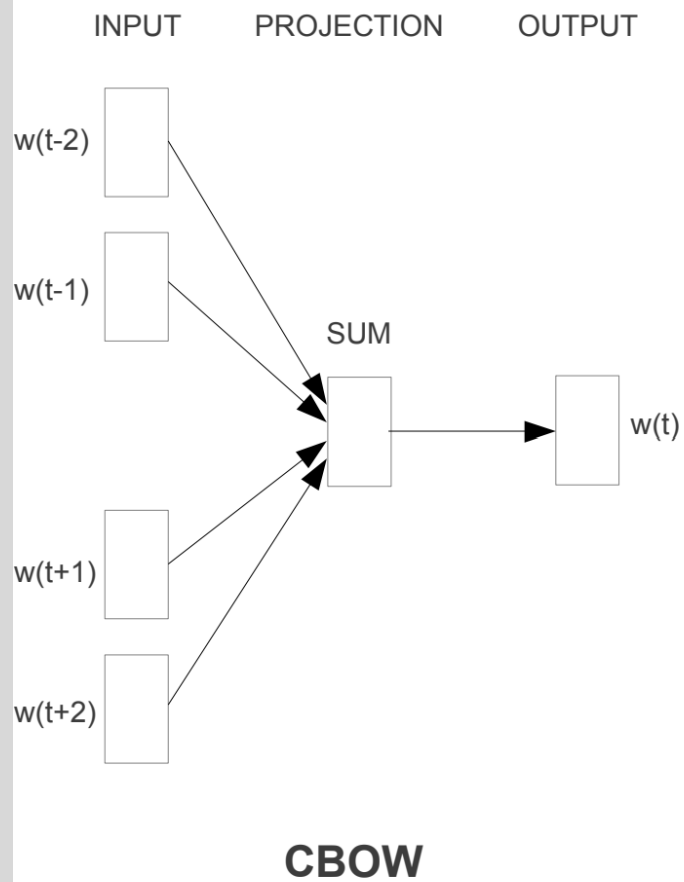 INPUT PROJECTION OUTPUT
w(t-2)
w(t-1)
SUM
w(t)
w(t+1)
w(t+2)
CBOW